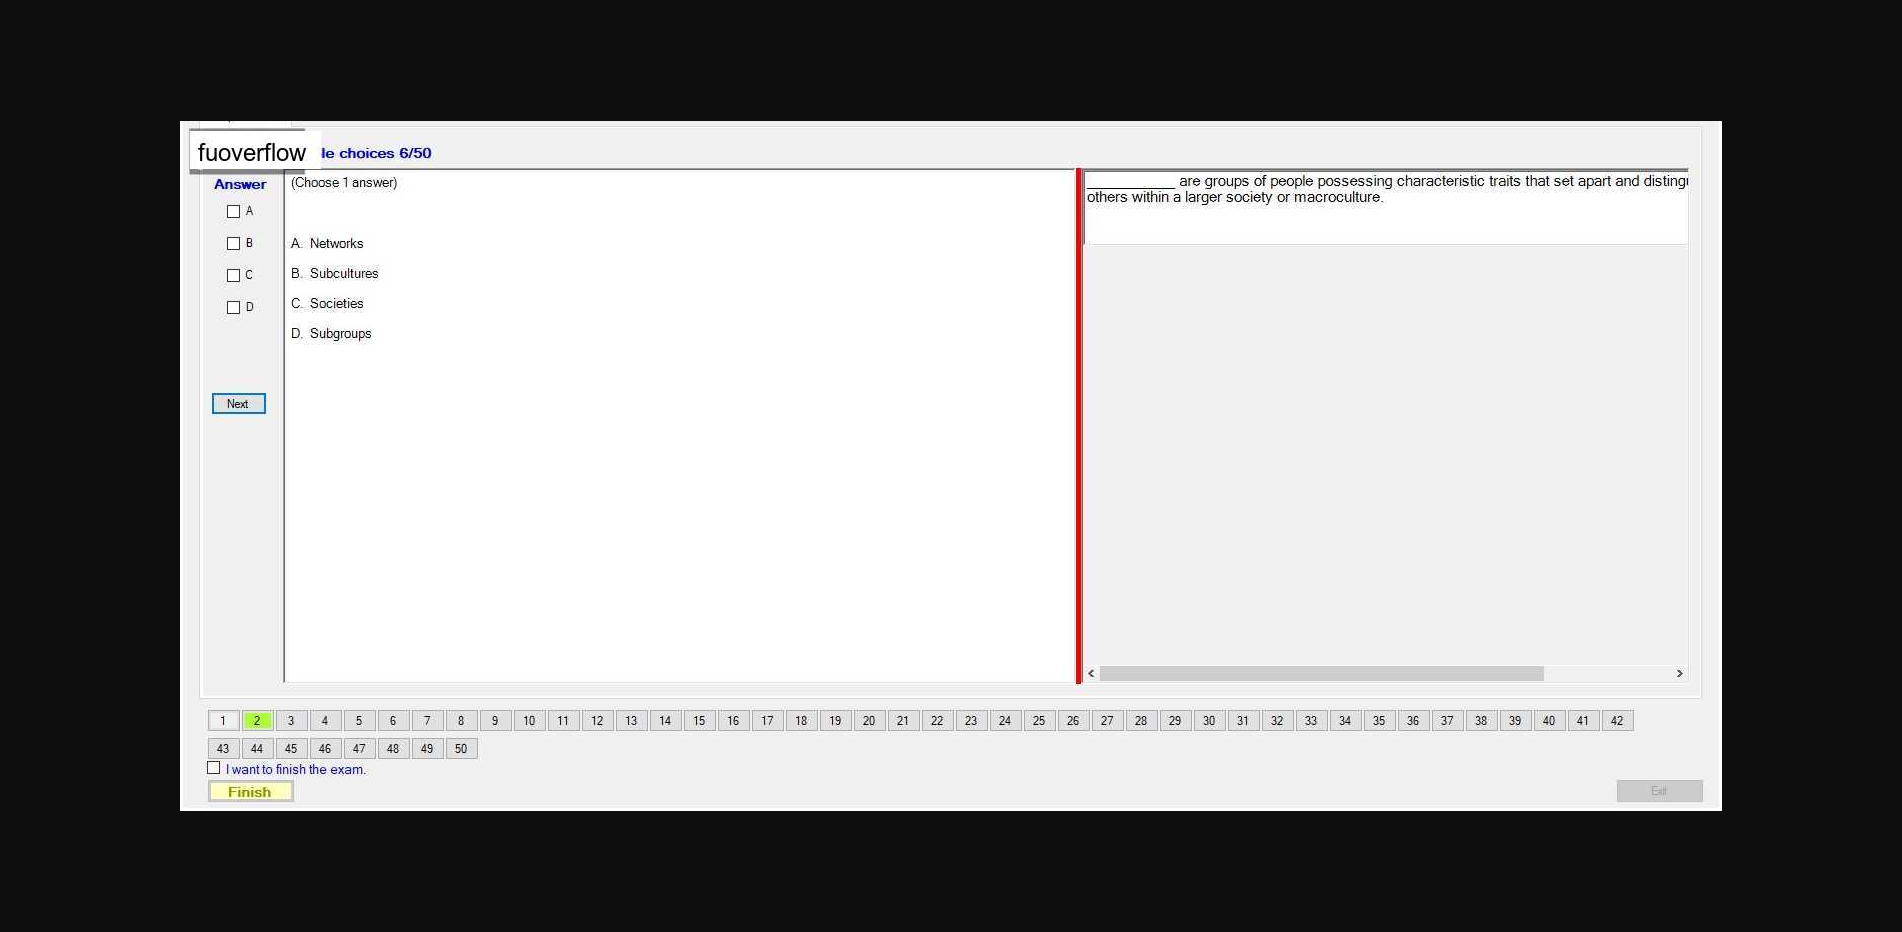 fuoverflow
choices 6/50
Answer
(Choose 1 answer)
A
B
C
D
A. Networks
B. Subcultures
C. Societies
D. Subgroups
Next
___________ are groups of people possessing characteristic traits that set apart and
others within a larger society or macroculture.
< >
1 2 3 4 5 6 7 8 9 10 11 12 13 14 15 16 17 18 19 20 21 22 23 24 25 26 27 28 29 30 31 32 33 34 35 36 37 38 39 40 41 42
43 44 45 46 47 48 49 50
I want to finish the exam.
Finish
Exit